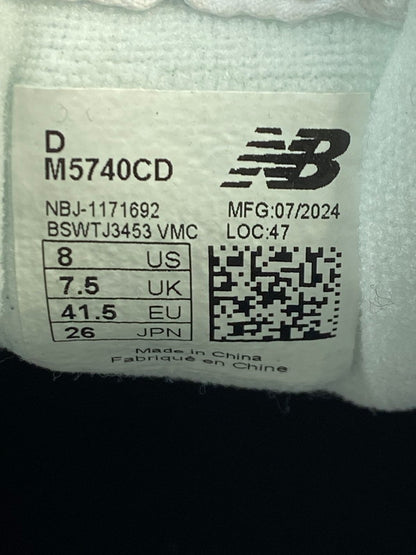 D
M5740CD
NB
NBJ-1171692
MFG:07/2024
BSWTJ3453 VMC
LOC:47
8 US
7.5 UK
41.5 EU
26 JPN
Made in China
Fabriqué en Chine